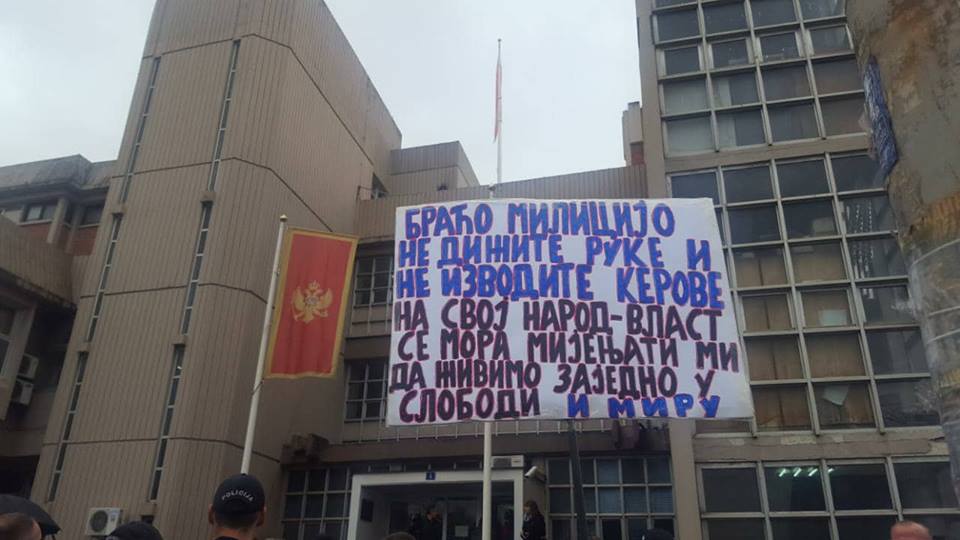 БРАЋО МИЛИЦИЈО
НЕ ДИЖИТЕ РУКЕ И
НЕ ИЗВОДИТЕ КЕРОВЕ
НА СВОЈ НАРОД-ВЛАСТ
СЕ МОРА МИЈЕЊАТИ МИ
ДА ЖИВИМО ЗАЈЕДНО У
СЛОБОДИ И МИРУ
POLICIJA